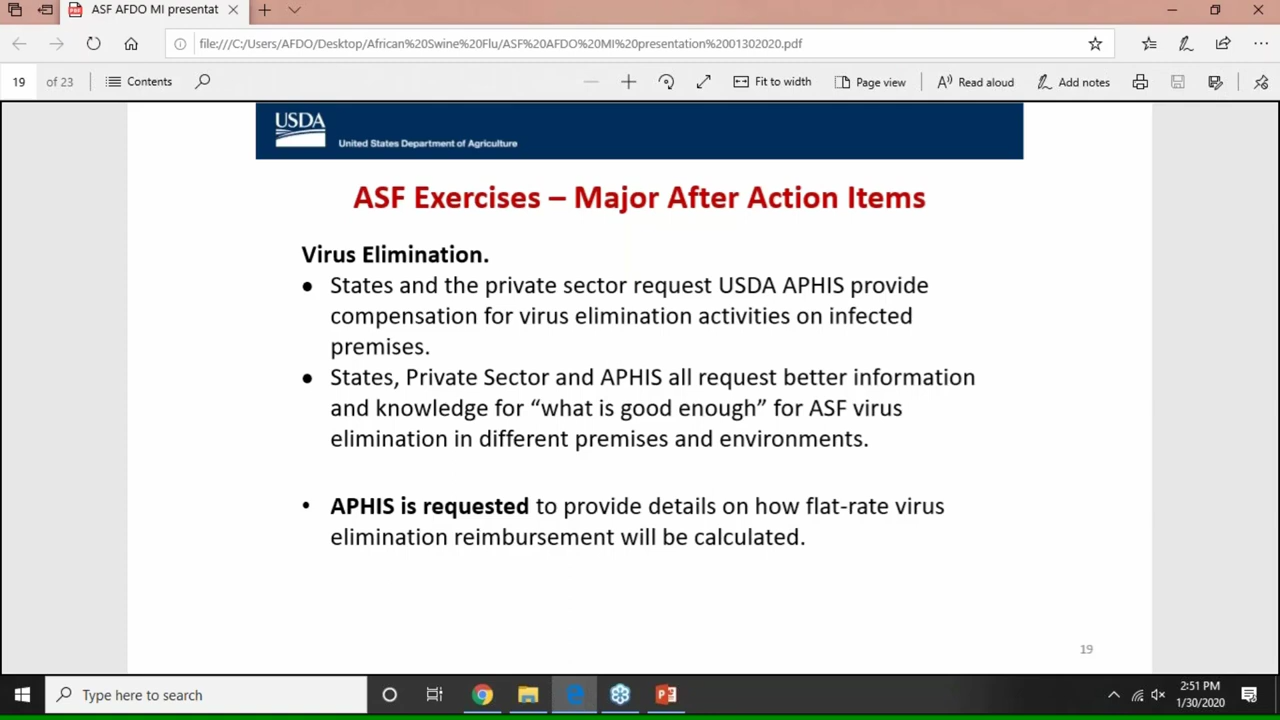 ASF AFDO MI presentat
file:///C:/Users/AFDO/Desktop/African%20Swine%20Flu/ASF%20AFDO%20MI%20presentation%2001302020.pdf
19 of 23 Contents Fit to width Page view Read aloud Add notes
USDA
United States Department of Agriculture
ASF Exercises – Major After Action Items
Virus Elimination.
● States and the private sector request USDA APHIS provide
compensation for virus elimination activities on infected
premises.
● States, Private Sector and APHIS all request better information
and knowledge for “what is good enough” for ASF virus
elimination in different premises and environments.
• APHIS is requested to provide details on how flat-rate virus
elimination reimbursement will be calculated.
19
Type here to search
2:51 PM
1/30/2020